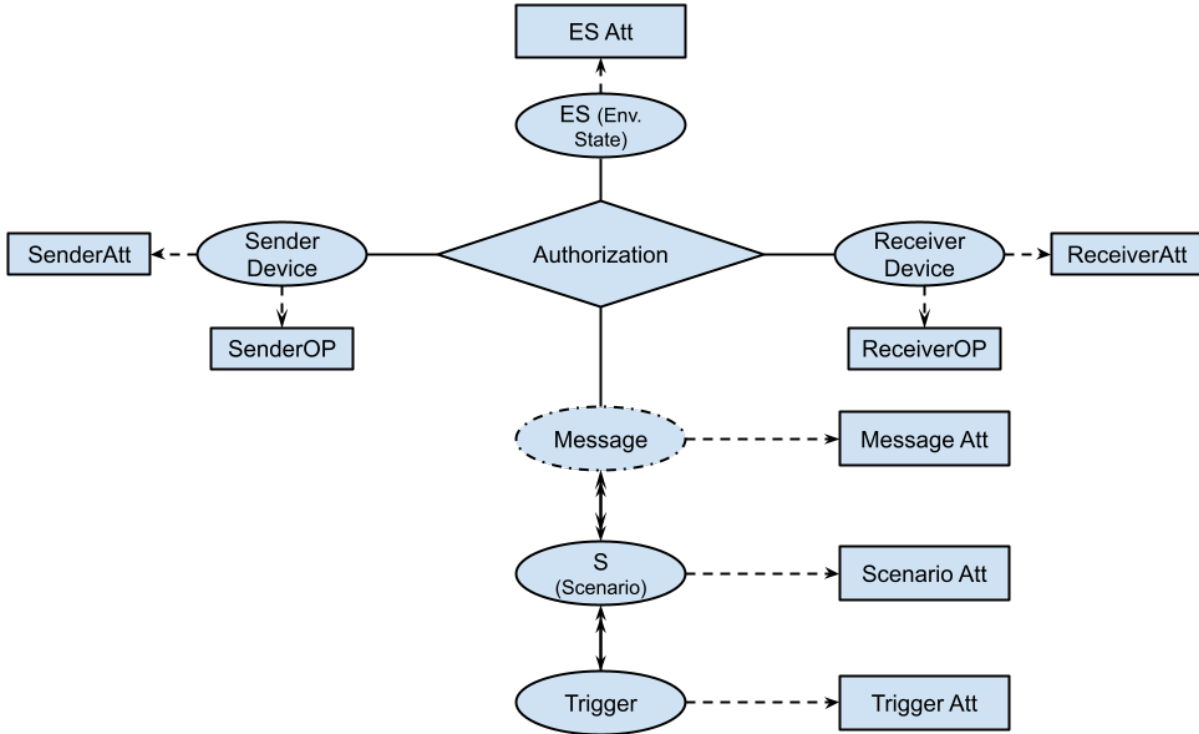 ES Att
ES (Env.
State)
Sender
Device
Receiver
Device
SenderAtt
Authorization
ReceiverAtt
SenderOP
ReceiverOP
Message
Message Att
S
(Scenario)
Scenario Att
Trigger
Trigger Att